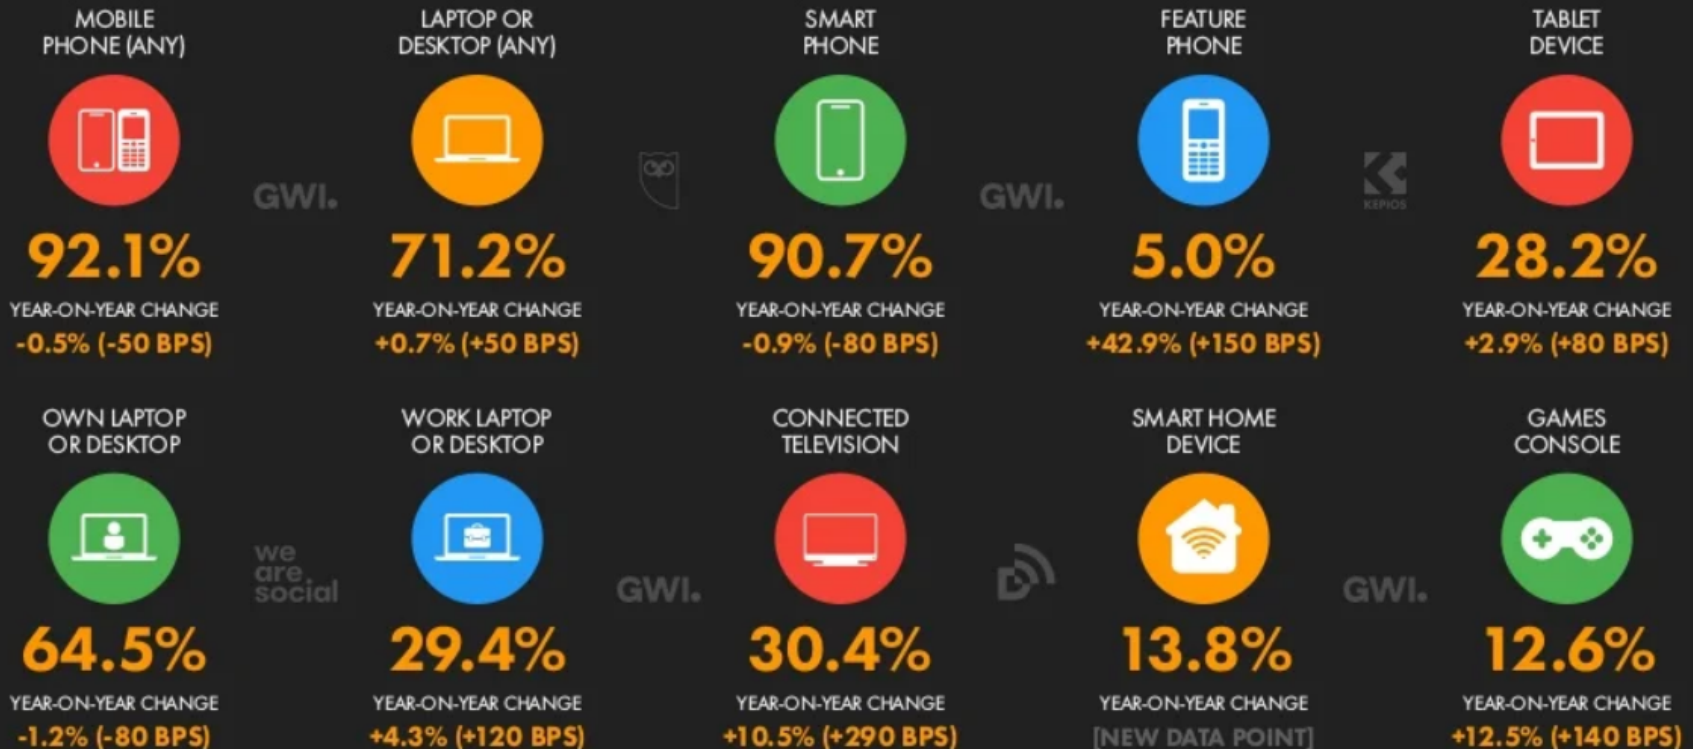 MOBILE
PHONE (ANY)
LAPTOP OR
DESKTOP (ANY)
SMART
PHONE
FEATURE
PHONE
TABLET
DEVICE
GWI.
GWI.
KEPIOS
92.1%
71.2%
90.7%
5.0%
28.2%
YEAR-ON-YEAR CHANGE
YEAR-ON-YEAR CHANGE
YEAR-ON-YEAR CHANGE
YEAR-ON-YEAR CHANGE
YEAR-ON-YEAR CHANGE
-0.5% (-50 BPS)
+0.7% (+50 BPS)
-0.9% (-80 BPS)
+42.9% (+150 BPS)
+2.9% (+80 BPS)
OWN LAPTOP
OR DESKTOP
WORK LAPTOP
OR DESKTOP
CONNECTED
TELEVISION
SMART HOME
DEVICE
GAMES
CONSOLE
we
are
social
GWI.
GWI.
64.5%
29.4%
30.4%
13.8%
12.6%
YEAR-ON-YEAR CHANGE
YEAR-ON-YEAR CHANGE
YEAR-ON-YEAR CHANGE
YEAR-ON-YEAR CHANGE
YEAR-ON-YEAR CHANGE
-1.2% (-80 BPS)
+4.3% (+120 BPS)
+10.5% (+290 BPS)
[NEW DATA POINT]
+12.5% (+140 BPS)